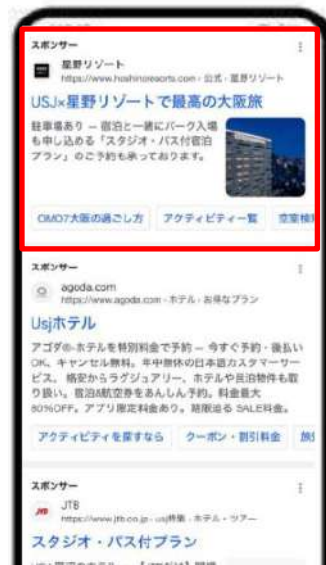 スポンサー
星野リゾート
https://www.hoshinoresorts.com › 公式 › 星野リゾート
USJ×星野リゾートで最高の大阪旅
駐車場あり — 宿泊と一緒にパーク入場
も申し込める「スタジオ・パス付宿泊
プラン」のご予約も承っております。
OMO7大阪の過ごし方 アクティビティー一覧 空室検
スポンサー
agoda.com
https://www.agoda.com › ホテル › お得なプラン
Usjホテル
アゴダ®-ホテルを特別料金で予約 — 今すぐ予約・後払い
OK、キャンセル無料。年中無休の日本語カスタマーサー
ビス。 格安からラグジュアリー、ホテルや民泊物件も取
り扱い。宿泊&航空券をあんしん予約。料金最大
80%OFF。アプリ限定料金あり。期限迫る SALE料金。
アクティビティを探すなら クーポン・割引料金
スポンサー
JTB
https://www.jtb.co.jp › usj特集 › ホテル・ツアー
スタジオ・パス付プラン